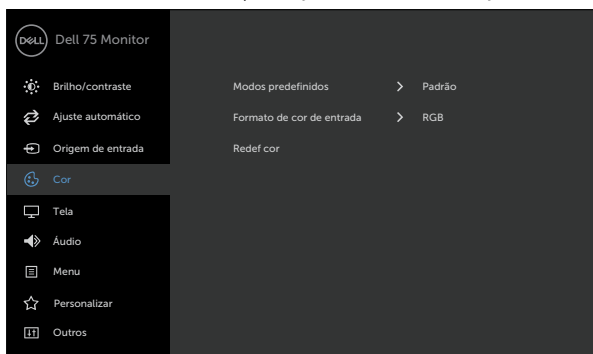 DELL Dell 75 Monitor
Brilho/contraste
Modos predefinidos > Padrão
Ajuste automático
Formato de cor de entrada > RGB
Origem de entrada
Redef cor
Cor
Tela
Áudio
Menu
Personalizar
Outros